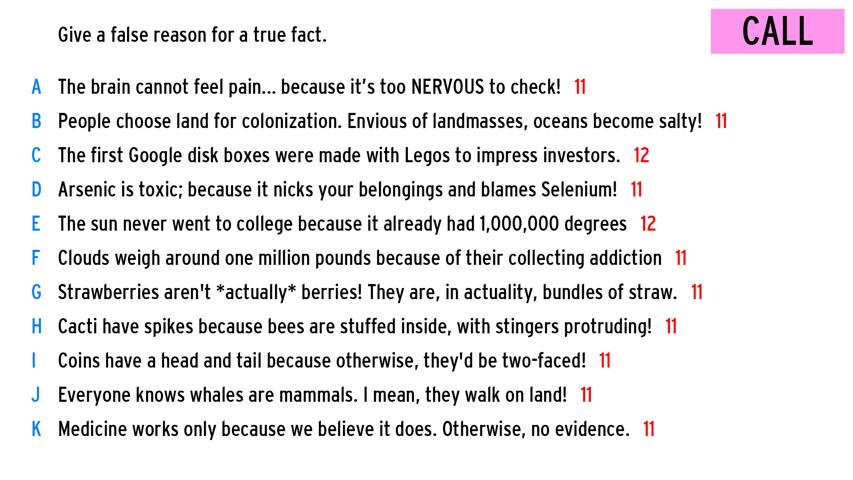 Give a false reason for a true fact.
CALL
A The brain cannot feel pain... because it's too NERVOUS to check! 11
B People choose land for colonization. Envious of landmasses, oceans become salty! 11
C The first Google disk boxes were made with Legos to impress investors. 12
D Arsenic is toxic; because it nicks your belongings and blames Selenium! 11
E The sun never went to college because it already had 1,000,000 degrees 12
F Clouds weigh around one million pounds because of their collecting addiction 11
G Strawberries aren't *actually* berries! They are, in actuality, bundles of straw. 11
H Cacti have spikes because bees are stuffed inside, with stingers protruding! 11
I Coins have a head and tail because otherwise, they'd be two-faced! 11
J Everyone knows whales are mammals. I mean, they walk on land! 11
K Medicine works only because we believe it does. Otherwise, no evidence. 11